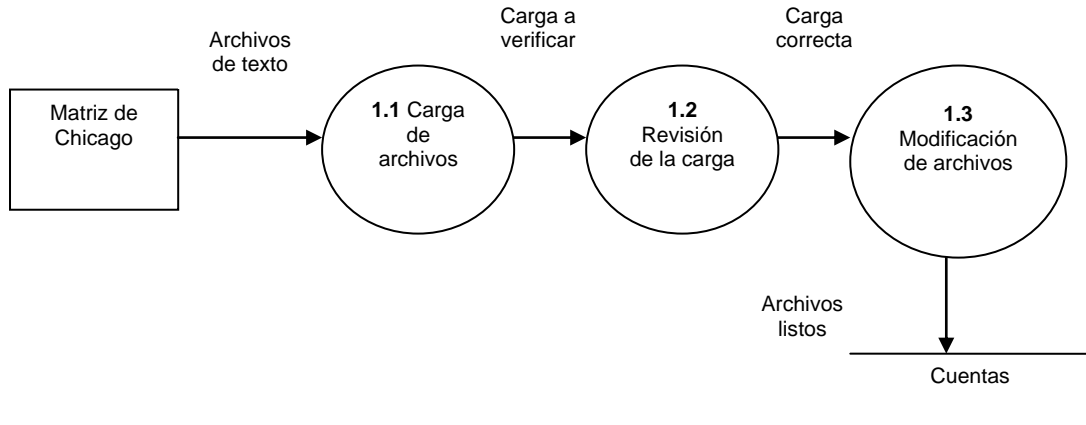 Archivos
de texto
Carga a
verificar
Carga
correcta
Matriz de
Chicago
1.1 Carga
de
archivos
1.2
Revisión
de la carga
1.3
Modificación
de archivos
Archivos
listos
Cuentas